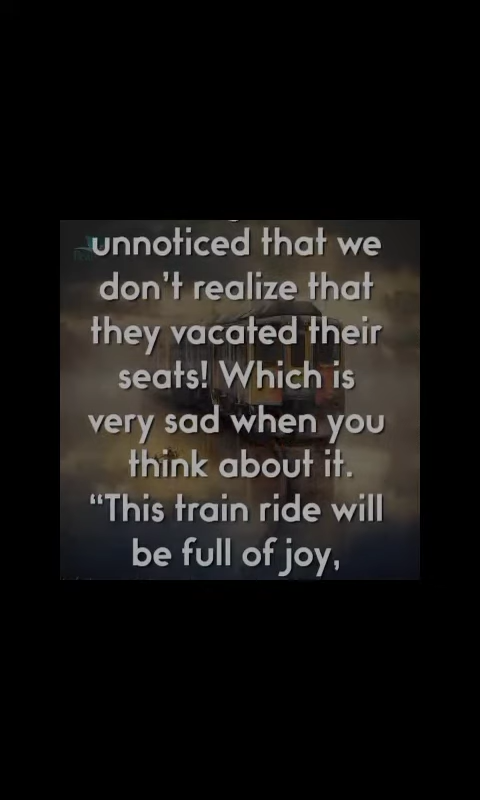 unnoticed that we
don't realize that
they vacated their
seats! Which is
very sad when you
think about it.
“This train ride will
be full of joy,